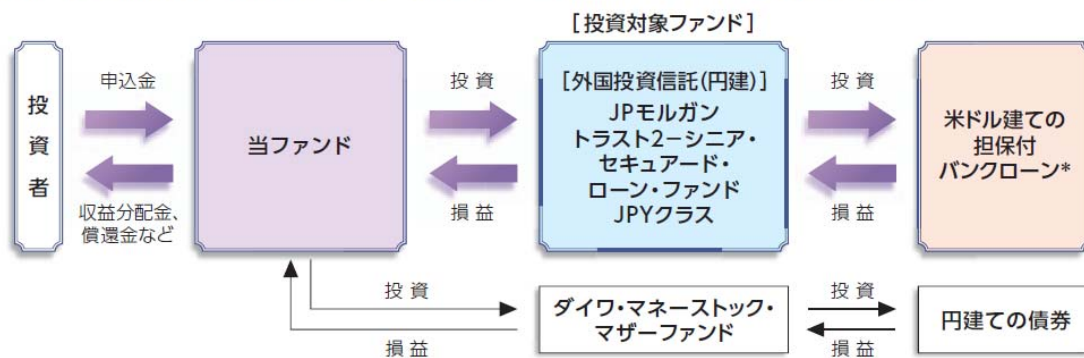 [投資対象ファンド]
投資者
申込金
収益分配金、
償還金など
当ファンド
投資
損益
[外国投資信託(円建)]
JPモルガン
トラスト2－シニア・
セキュアード・
ローン・ファンド
JPYクラス
投資
損益
米ドル建ての
担保付
バンクローン*
投資
損益
ダイワ・マネーストック・
マザーファンド
投資
損益
円建ての債券